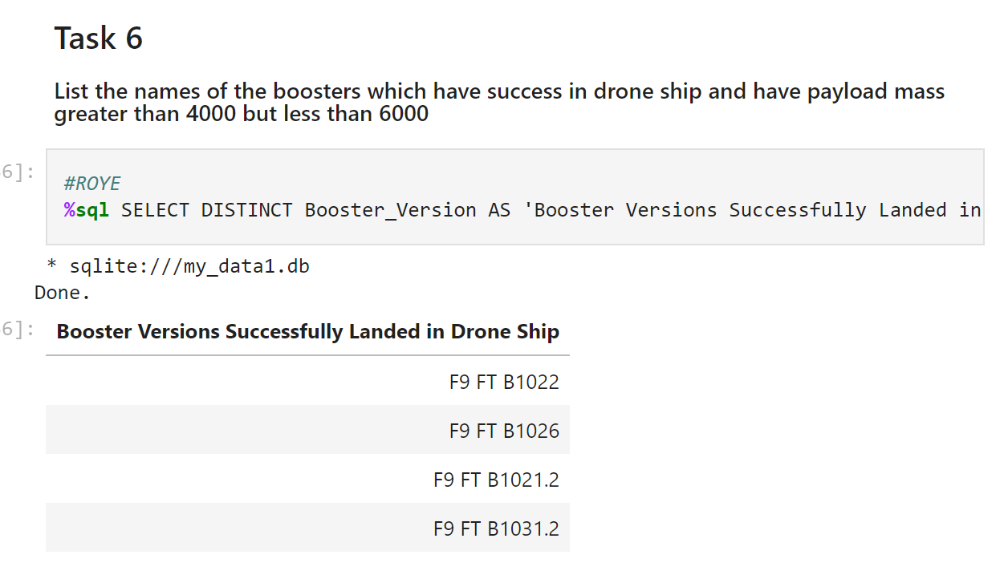 Task 6
List the names of the boosters which have success in drone ship and have payload mass
greater than 4000 but less than 6000
6]:
#ROYE
%sql SELECT DISTINCT Booster_Version AS 'Booster Versions Successfully Landed in
* sqlite:///my_data1.db
Done.
6]:
Booster Versions Successfully Landed in Drone Ship
F9 FT B1022
F9 FT B1026
F9 FT B1021.2
F9 FT B1031.2